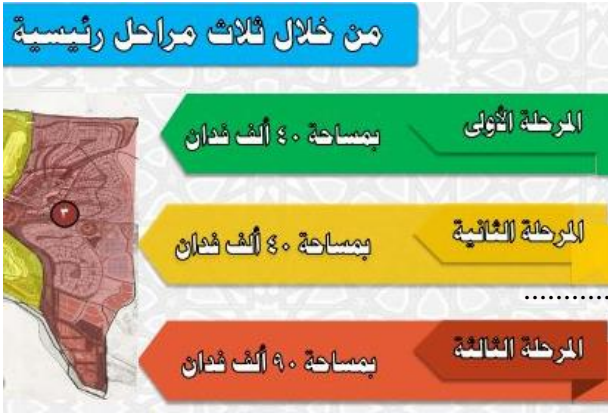 من خلال ثلاث مراحل رئيسية
المرحلة الأولى
بمساحة ٤٠ ألف فدان
المرحلة الثانية
بمساحة ٤٠ ألف فدان
............
المرحلة الثالثة
بمساحة ٩٠ ألف فدان
٣